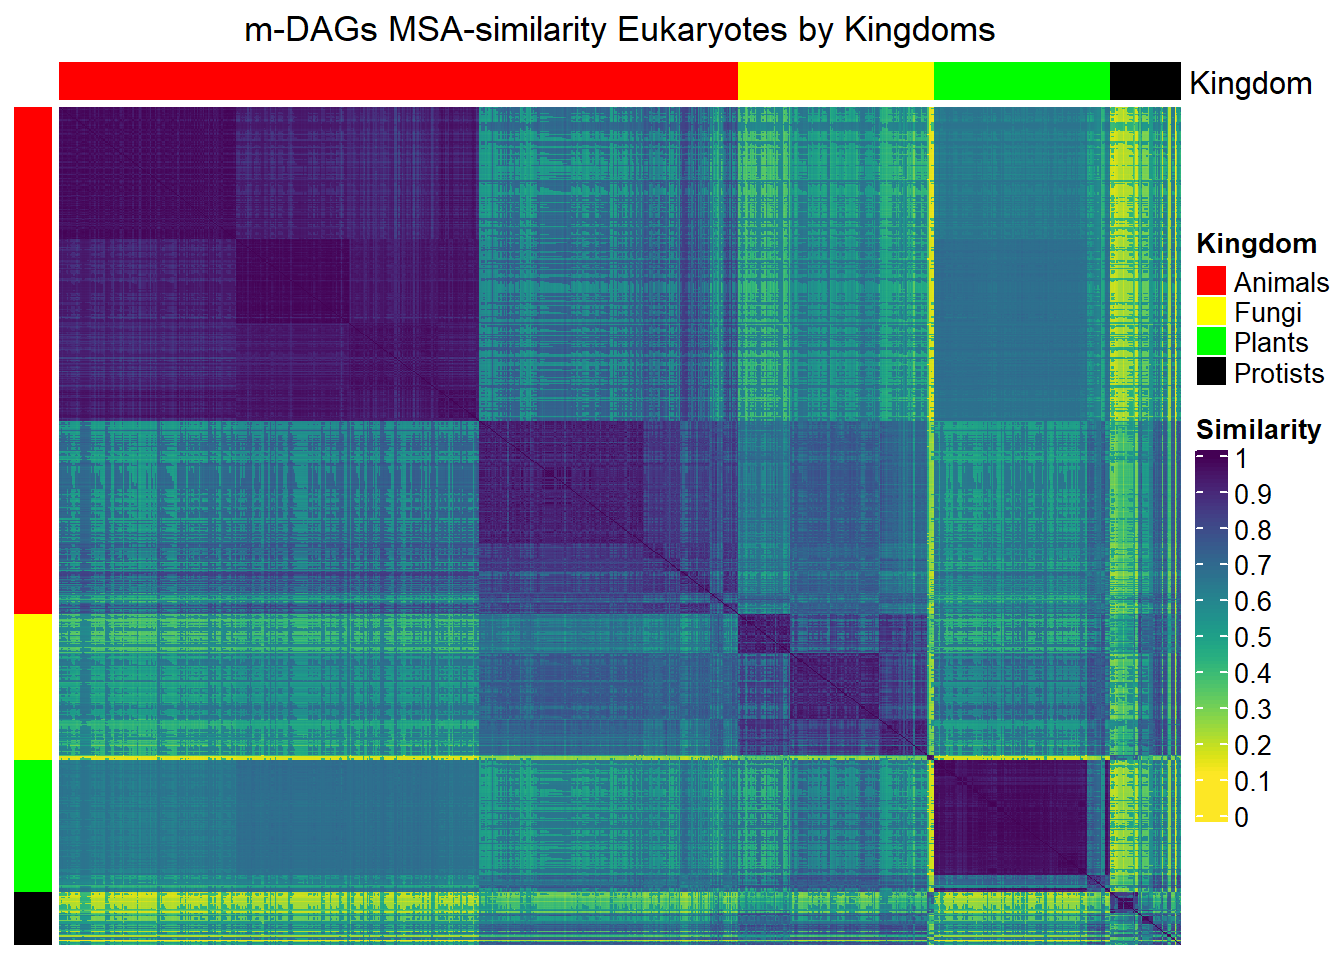 m-DAGs MSA-similarity Eukaryotes by Kingdoms
Kingdom
Kingdom
Animals
Fungi
Plants
Protists
Similarity
1
0.9
0.8
0.7
0.6
0.5
0.4
0.3
0.2
0.1
0